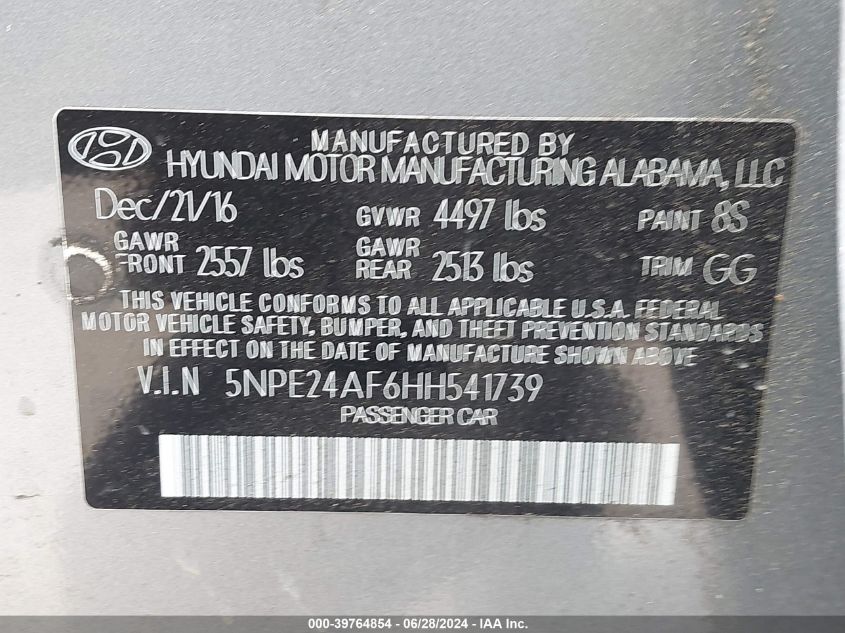 MANUFACTURED BY
HYUNDAI MOTOR MANUFACTURING ALABAMA, LLC
Dec/21/16 GVWR 4497 lbs PAINT 8S
GAWR FRONT 2557 lbs GAWR REAR 2513 lbs TRIM GG
THIS VEHICLE CONFORMS TO ALL APPLICABLE U.S.A. FEDERAL
MOTOR VEHICLE SAFETY, BUMPER, AND THEFT PREVENTION STANDARDS
IN EFFECT ON THE DATE OF MANUFACTURE SHOWN ABOVE.
V.I.N 5NPE24AF6HH541739
PASSENGER CAR
000-39764854 / 06/28/2024 - IAA Inc.